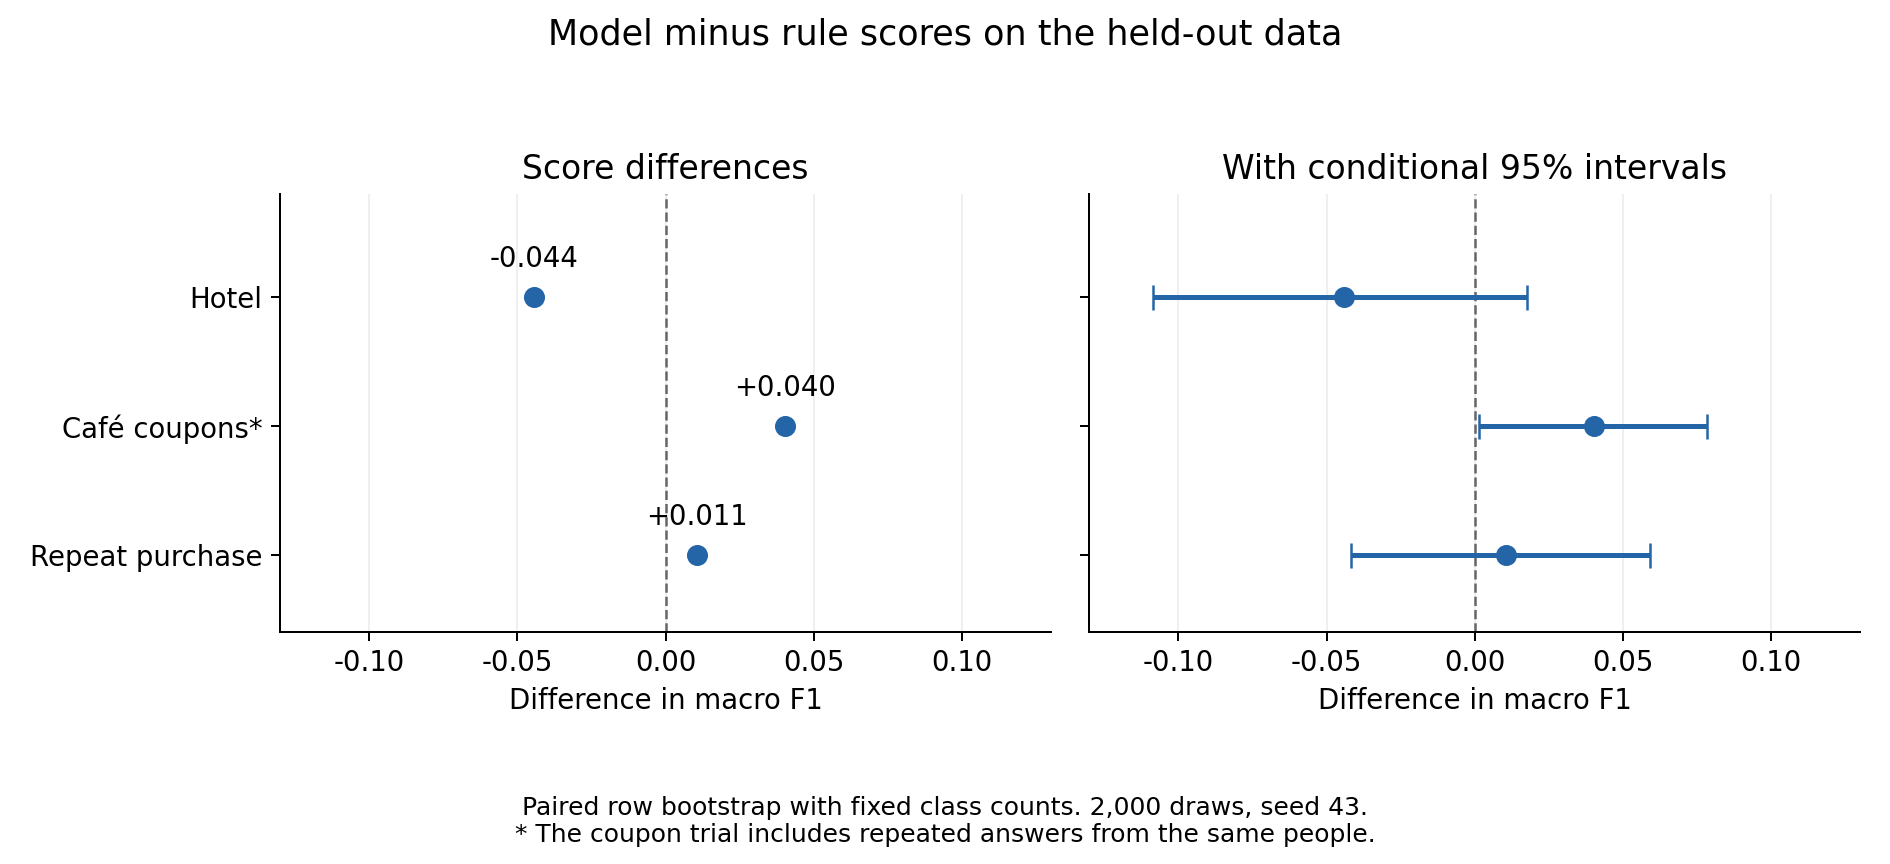 Model minus rule scores on the held-out data
Score differences
-0.044
Hotel
+0.040
Café coupons*
+0.011
Repeat purchase
-0.10 -0.05 0.00 0.05 0.10
Difference in macro F1
With conditional 95% intervals
-0.10 -0.05 0.00 0.05 0.10
Difference in macro F1
Paired row bootstrap with fixed class counts. 2,000 draws, seed 43.
* The coupon trial includes repeated answers from the same people.